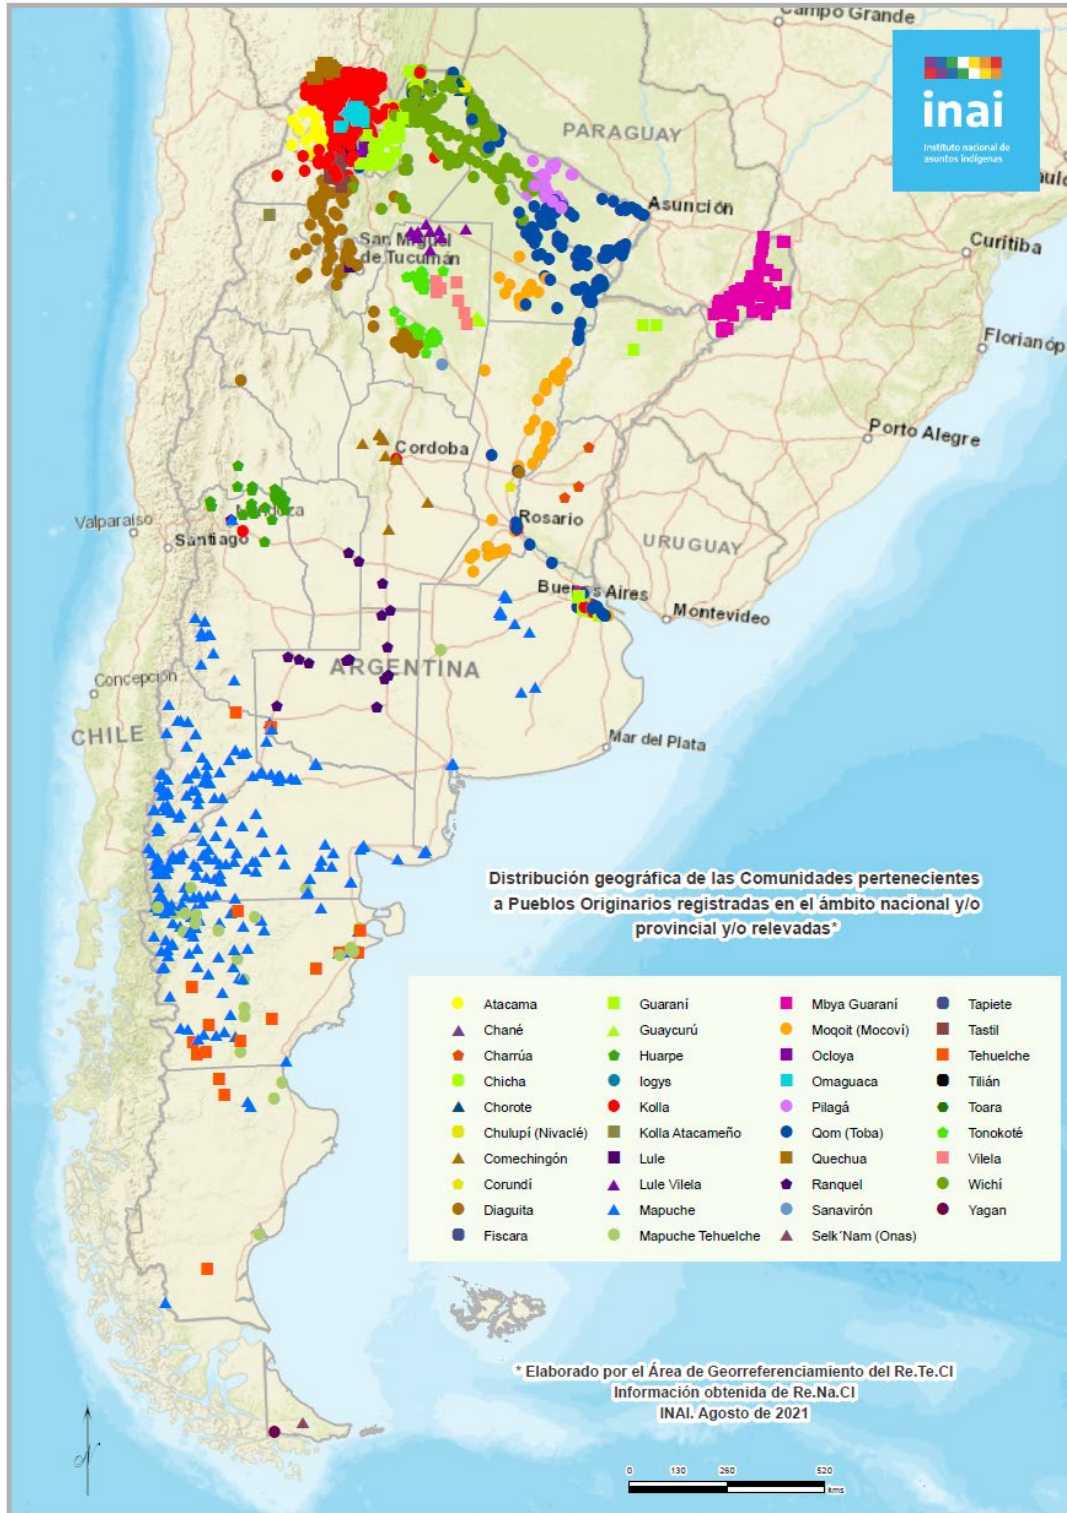 Campo Grande
inai
Instituto nacional de
asuntos indígenas
PARAGUAY
Asunción
Curitiba
San Miguel
de Tucumán
Florianóp
Porto Alegre
Cordoba
Mendoza
Valparaíso
Santiago
Rosario
URUGUAY
Buenos Aires
Montevideo
ARGENTINA
Concepción
CHILE
Mar del Plata
Distribución geográfica de las Comunidades pertenecientes
a Pueblos Originarios registradas en el ámbito nacional y/o
provincial y/o relevadas*
Atacama
Chané
Charrúa
Chicha
Chorote
Chulupí (Nivaclé)
Comechingón
Corundí
Diaguita
Fiscara
Guaraní
Guaycurú
Huarpe
Iogys
Kolla
Kolla Atacameño
Lule
Lule Vilela
Mapuche
Mapuche Tehuelche
Mbya Guaraní
Moqoit (Mocoví)
Ocloya
Omaguaca
Pilagá
Qom (Toba)
Quechua
Ranquel
Sanavirón
Selk´Nam (Onas)
Tapiete
Tastil
Tehuelche
Tilián
Toara
Tonokoté
Vilela
Wichí
Yagan
* Elaborado por el Área de Georreferenciamiento del Re.Te.CI
Información obtenida de Re.Na.CI
INAI. Agosto de 2021
N
0 130 260 520
kms